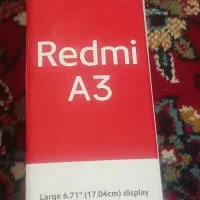 Redmi
A3
Large 6.71" (17.04cm) display